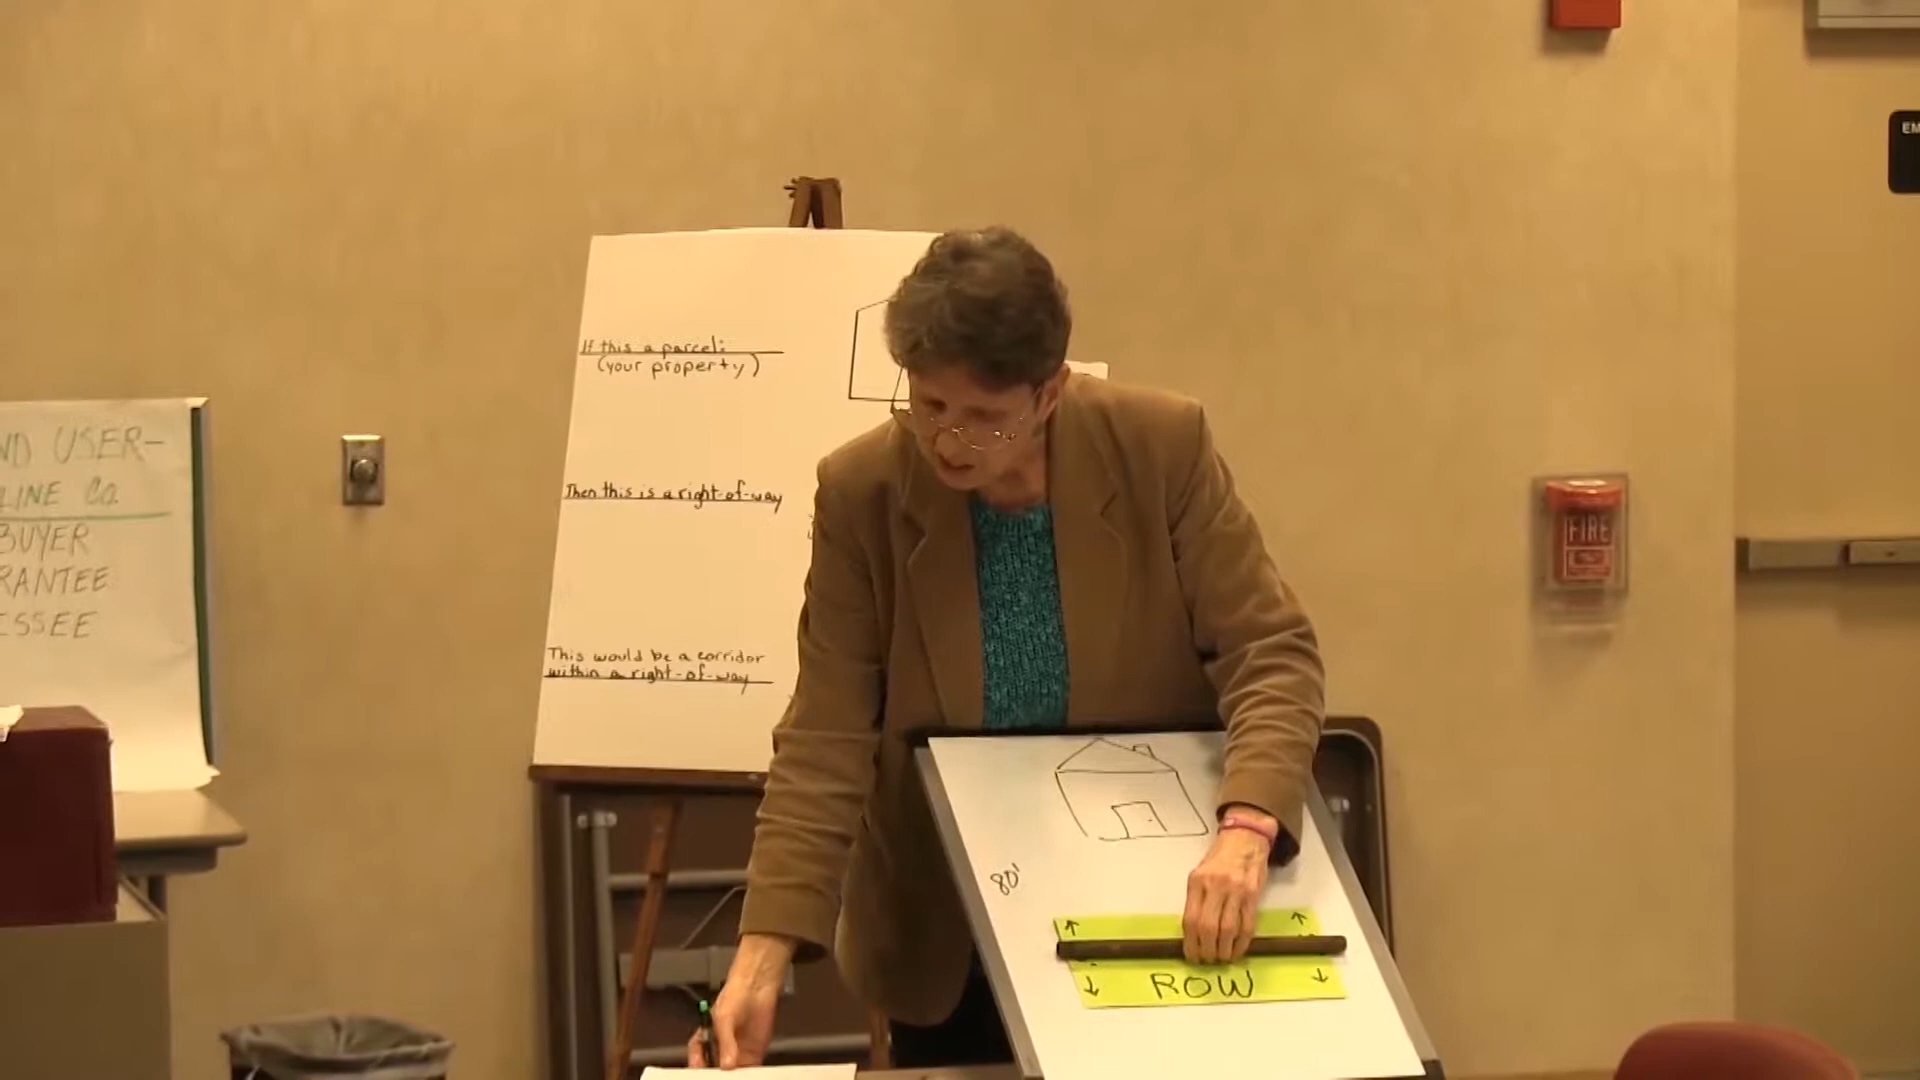 ND USER-
LINE CO.
BUYER
RANTEE
ESSEE
If this a parcel:
(your property)
Then this is a right-of-way
This would be a corridor
within a right-of-way
80'
ROW
FIRE
EM